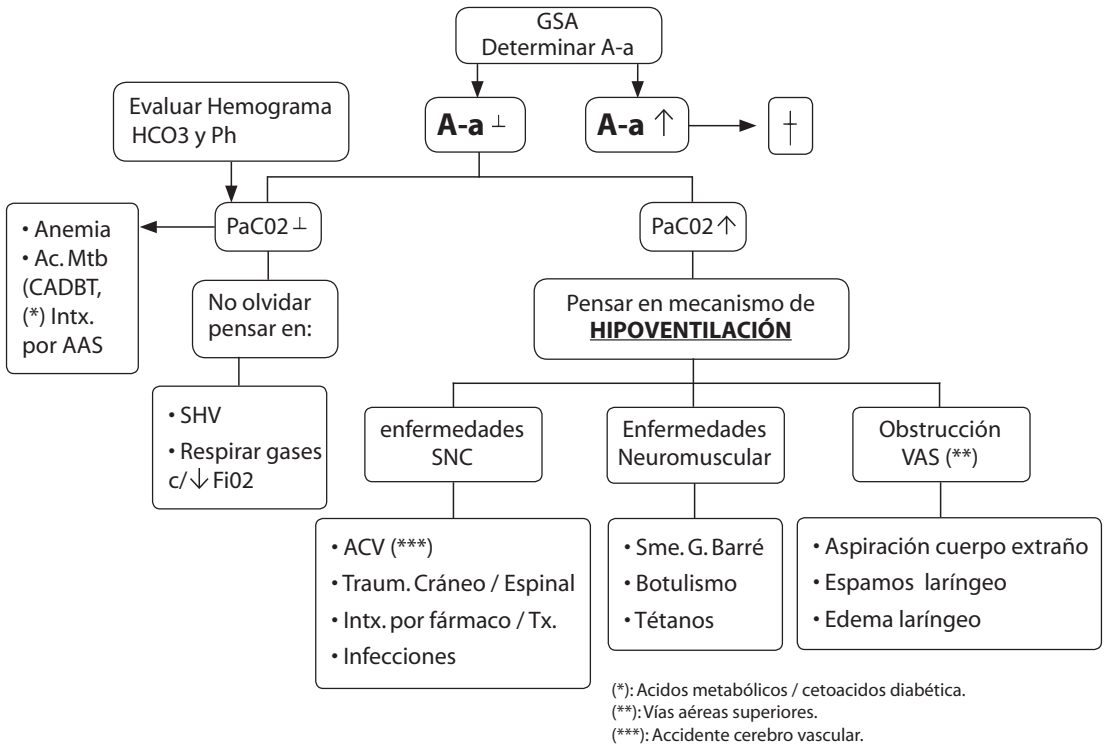 GSA
Determinar A-a
Evaluar Hemograma
HCO3 y Ph
A-a ⊥
A-a ↑
┼
PaC02 ⊥
PaC02 ↑
• Anemia
• Ac. Mtb
(CADBT,
(*) Intx.
por AAS
No olvidar
pensar en:
Pensar en mecanismo de
HIPOVENTILACIÓN
• SHV
• Respirar gases
c/ ↓ Fi02
enfermedades
SNC
Enfermedades
Neuromuscular
Obstrucción
VAS (**)
• ACV (***)
• Traum. Cráneo / Espinal
• Intx. por fármaco / Tx.
• Infecciones
• Sme. G. Barré
• Botulismo
• Tétanos
• Aspiración cuerpo extraño
• Espamos laríngeo
• Edema laríngeo
(*): Acidos metabólicos / cetoacidos diabética.
(**): Vías aéreas superiores.
(***): Accidente cerebro vascular.